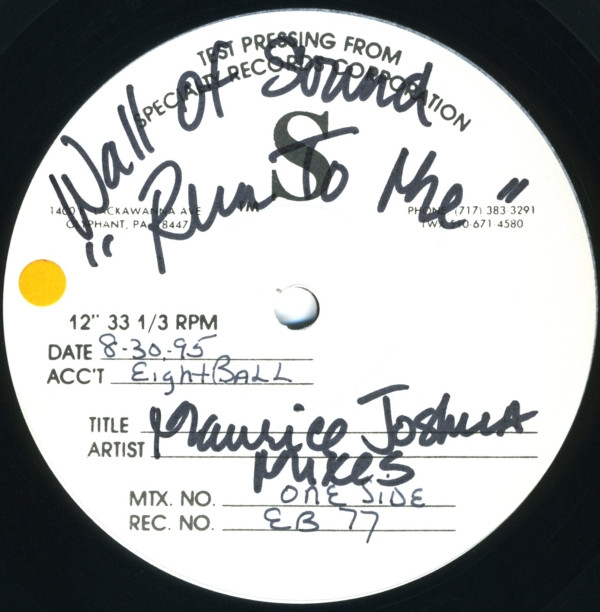 TEST PRESSING FROM
SPECIALTY RECORDS CORPORATION
Wall of Sound
S
"Run To Me"
TM
1400 E. LACKAWANNA AVE
OLYPHANT, PA 18447
PHONE (717) 383-3291
TWX 510-671-4580
12" 33 1/3 RPM
DATE 8-30-95
ACC'T EightBALL
TITLE Maurice Joshua
ARTIST Mixes
MTX. NO. ONE SIDE
REC. NO. EB 77